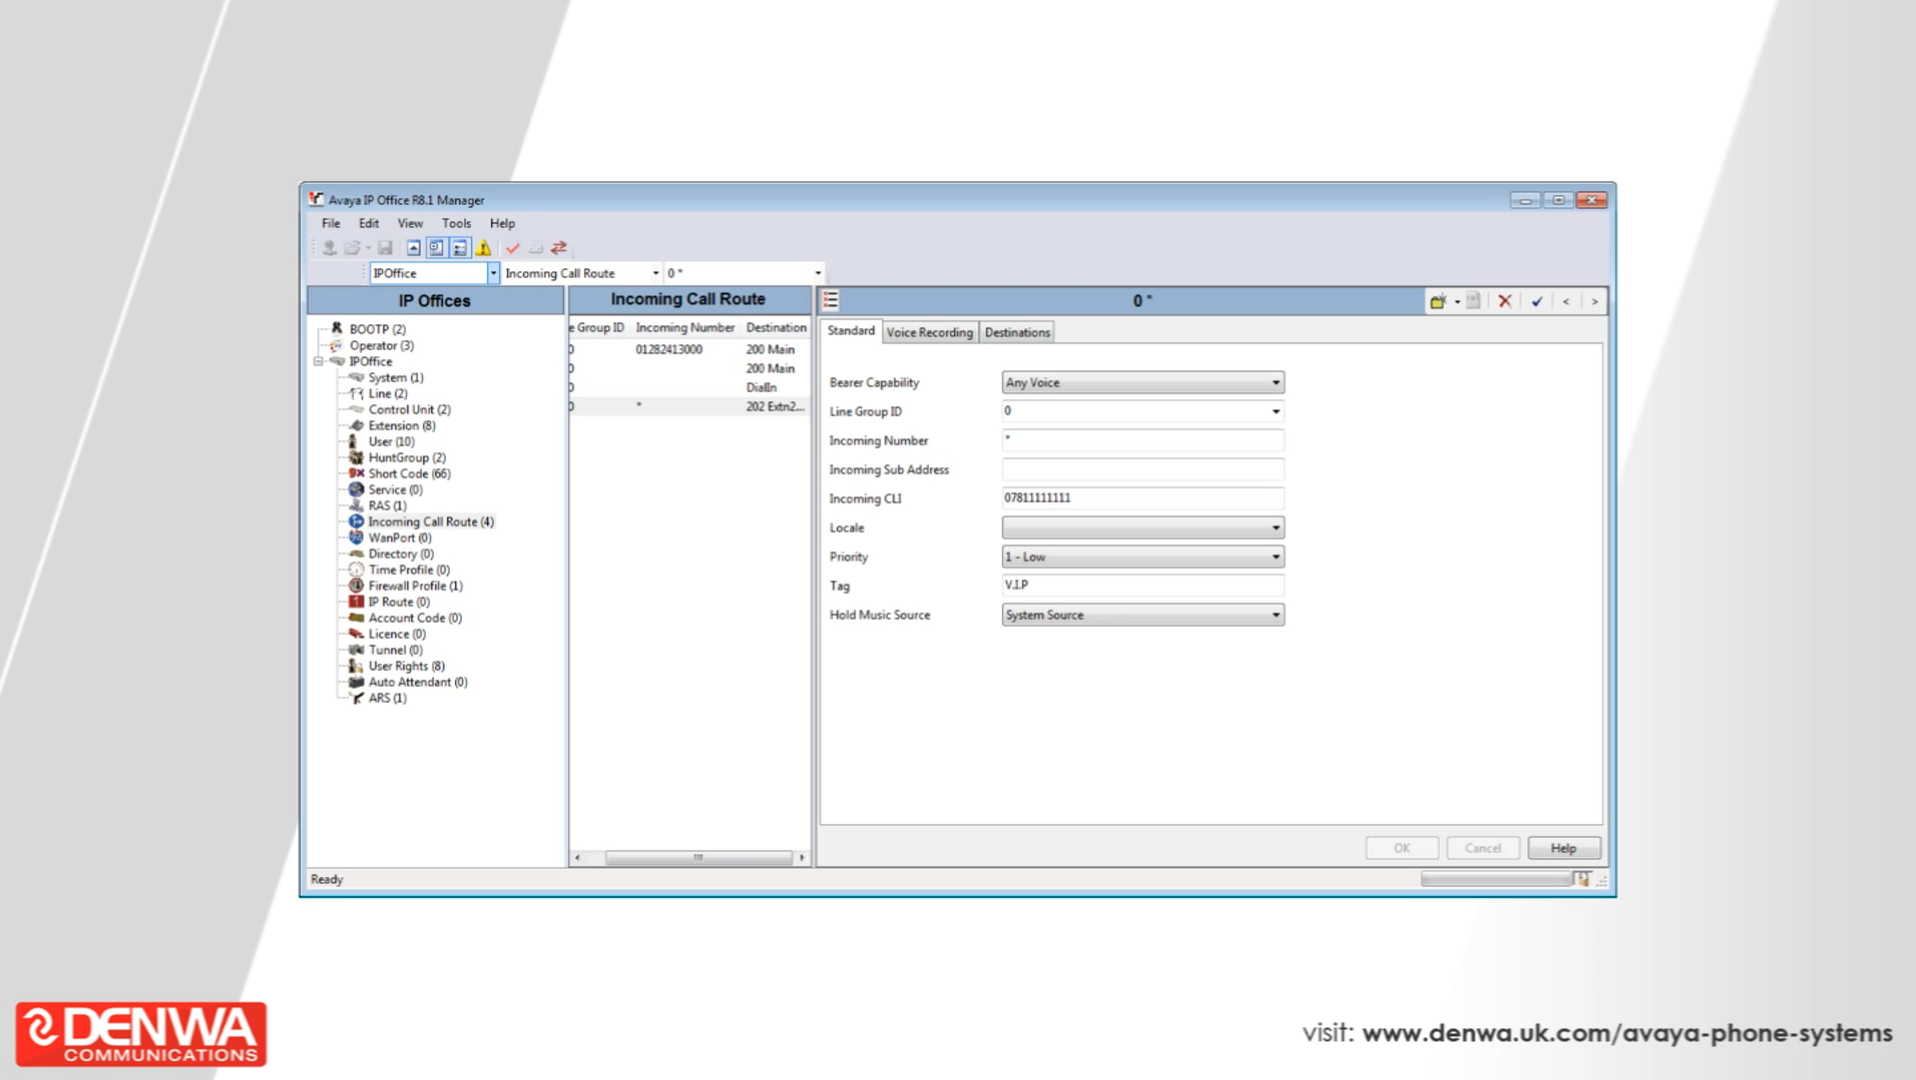 Avaya IP Office R8.1 Manager
File Edit View Tools Help
IPOffice Incoming Call Route 0 *
IP Offices
BOOTP (2)
Operator (3)
IPOffice
System (1)
Line (2)
Control Unit (2)
Extension (8)
User (10)
HuntGroup (2)
Short Code (66)
Service (0)
RAS (1)
Incoming Call Route (4)
WanPort (0)
Directory (0)
Time Profile (0)
Firewall Profile (1)
IP Route (0)
Account Code (0)
Licence (0)
Tunnel (0)
User Rights (8)
Auto Attendant (0)
ARS (1)
Incoming Call Route
e Group ID Incoming Number Destination
0 01282413000 200 Main
0 200 Main
0 DialIn
0 * 202 Extn2...
0 *
Standard Voice Recording Destinations
Bearer Capability Any Voice
Line Group ID 0
Incoming Number *
Incoming Sub Address
Incoming CLI 07811111111
Locale
Priority 1 - Low
Tag V.I.P
Hold Music Source System Source
OK Cancel Help
Ready
DENWA
COMMUNICATIONS
visit: www.denwa.uk.com/avaya-phone-systems